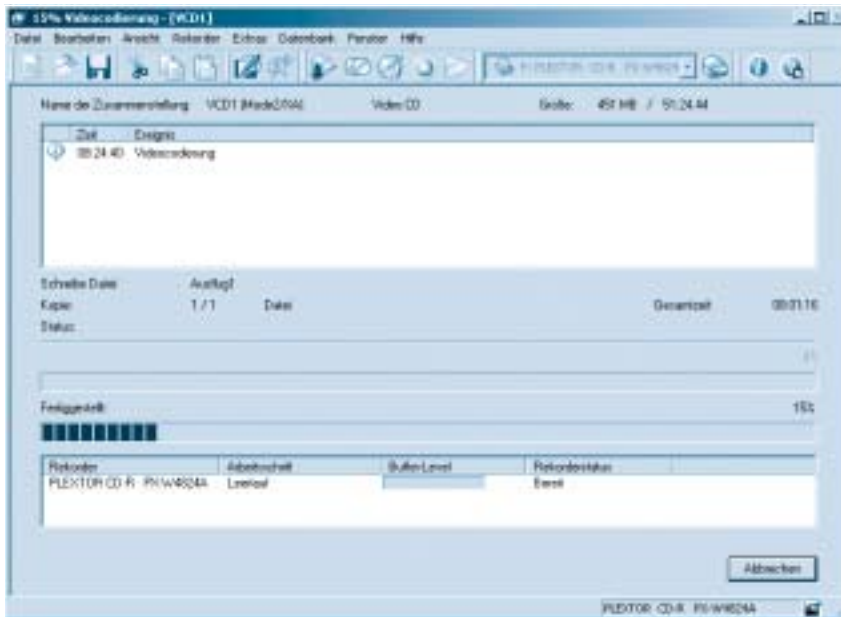 15% Videocodierung - [VCD1]
Datei Bearbeiten Ansicht Rekorder Extras Datenbank Fenster Hilfe
PLEXTOR CD-R PX-W4824
Name der Zusammenstellung: VCD1 (Mode2/XA) Video CD Größe: 451 MB / 51:24.44
Zeit Ereignis
08:24:40 Videocodierung
Schreibe Datei Ausflug1
Kopie: 1 / 1 Datei Gesamtzeit 00:01:16
Status:
Fertiggestellt: 15%
Rekorder Arbeitsschritt Buffer-Level Rekorderstatus
PLEXTOR CD-R PX-W4824A Leerlauf Bereit
Abbrechen
PLEXTOR CD-R PX-W4824A